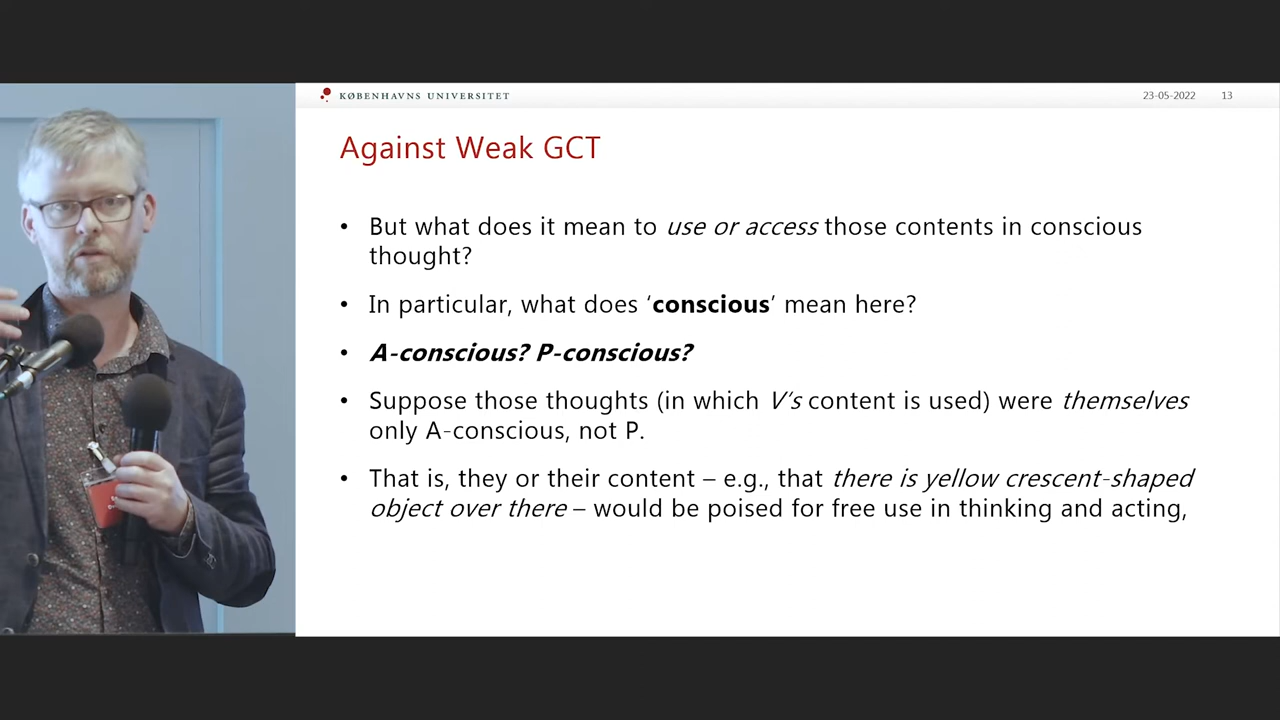 KØBENHAVNS UNIVERSITET
23-05-2022 13
Against Weak GCT
• But what does it mean to use or access those contents in conscious
thought?
• In particular, what does ‘conscious’ mean here?
• A-conscious? P-conscious?
• Suppose those thoughts (in which V’s content is used) were themselves
only A-conscious, not P.
• That is, they or their content – e.g., that there is yellow crescent-shaped
object over there – would be poised for free use in thinking and acting,